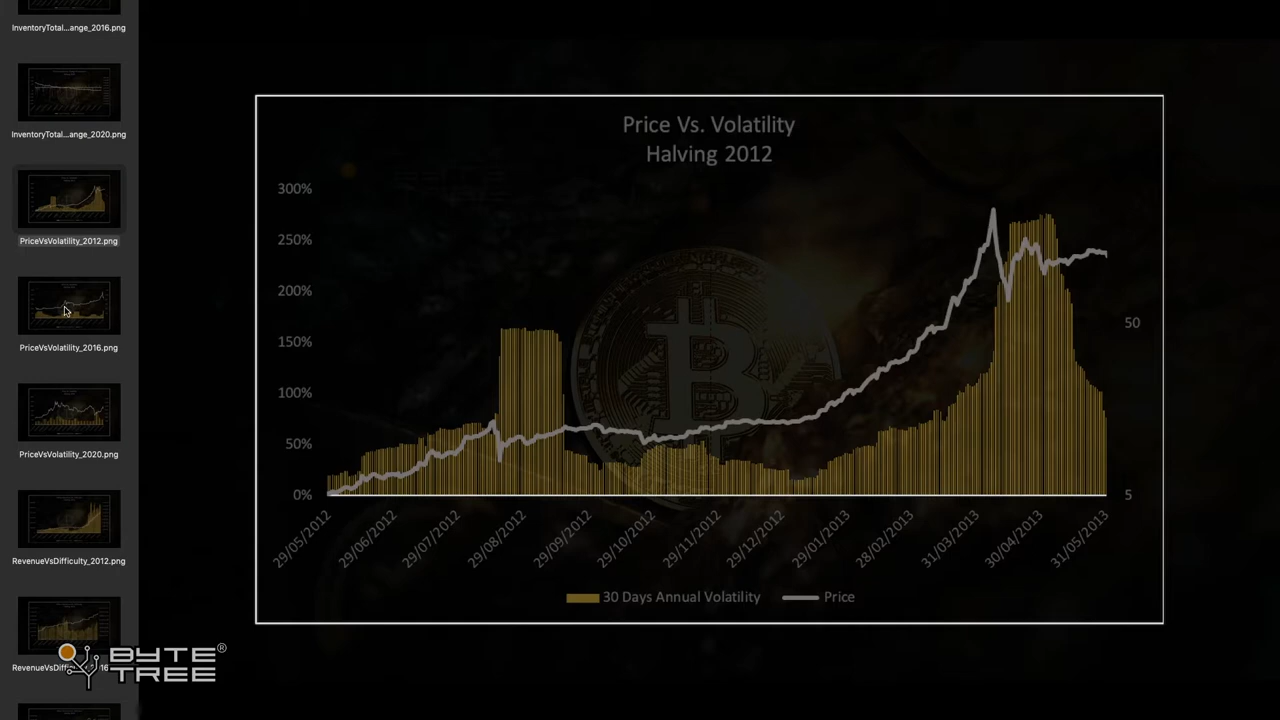 InventoryTotal...ange_2016.png
InventoryTotal...ange_2020.png
PriceVsVolatility_2012.png
PriceVsVolatility_2016.png
PriceVsVolatility_2020.png
RevenueVsDifficulty_2012.png
BYTE
TREE®
Price Vs. Volatility
Halving 2012
300%
250%
200%
150%
100%
50%
0%
50
5
29/05/2012
29/06/2012
29/07/2012
29/08/2012
29/09/2012
29/10/2012
29/11/2012
29/12/2012
29/01/2013
28/02/2013
31/03/2013
30/04/2013
31/05/2013
30 Days Annual Volatility
Price